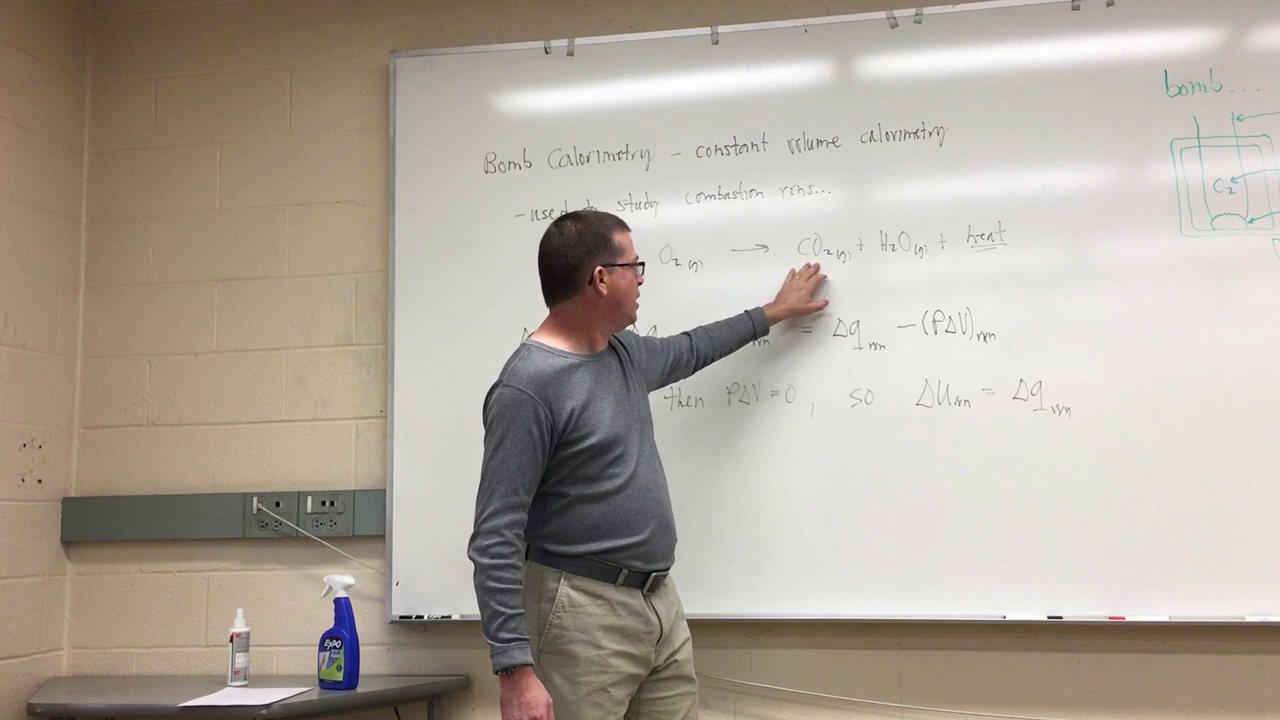 Bomb Calorimetry – constant volume calorimetry
- used to study combustion rxns...
O₂ (g) → CO₂ (g) + H₂O (g) + heat
= Δq rxn – (PΔV) rxn
then PΔV = 0, so ΔU rxn = Δq rxn
bomb...
O₂
EXPO